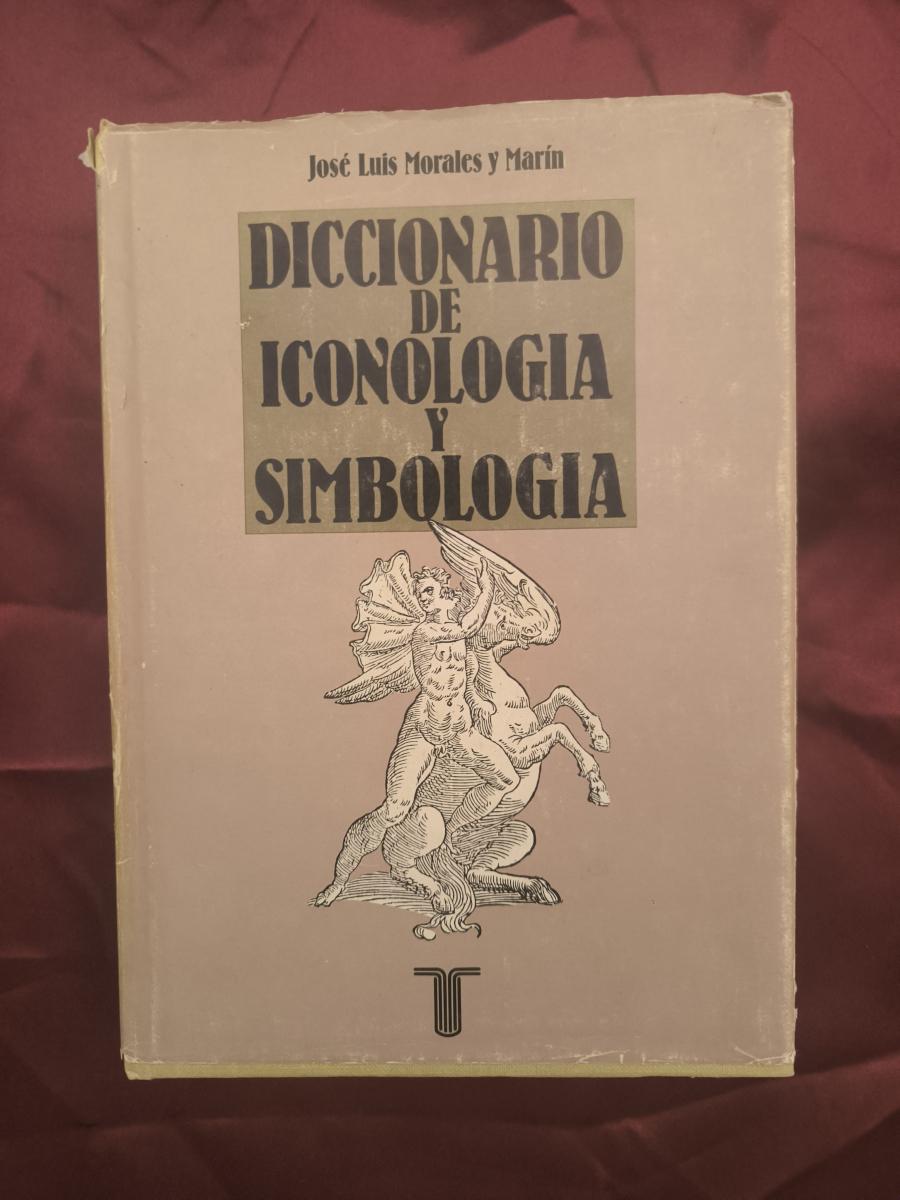 José Luis Morales y Marín
DICCIONARIO
DE
ICONOLOGIA
Y
SIMBOLOGIA